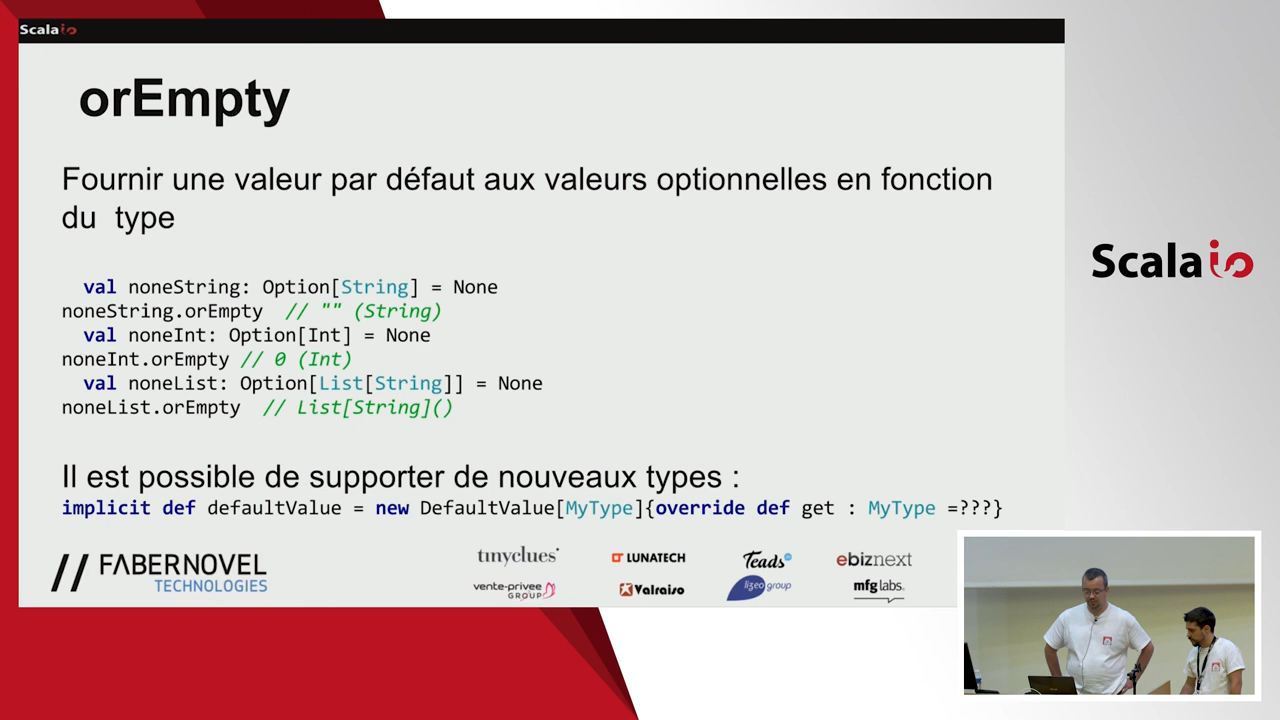 Scalaio
orEmpty
Fournir une valeur par défaut aux valeurs optionnelles en fonction
du type
val noneString: Option[String] = None
noneString.orEmpty // "" (String)
val noneInt: Option[Int] = None
noneInt.orEmpty // 0 (Int)
val noneList: Option[List[String]] = None
noneList.orEmpty // List[String]()
Il est possible de supporter de nouveaux types :
implicit def defaultValue = new DefaultValue[MyType]{override def get : MyType =???}
// FABERNOVEL
TECHNOLOGIES
tinyclues
LUNATECH
Teads
ebiznext
vente-privee
GROUP
Valraiso
lizeo group
mfg labs.
Scalaio